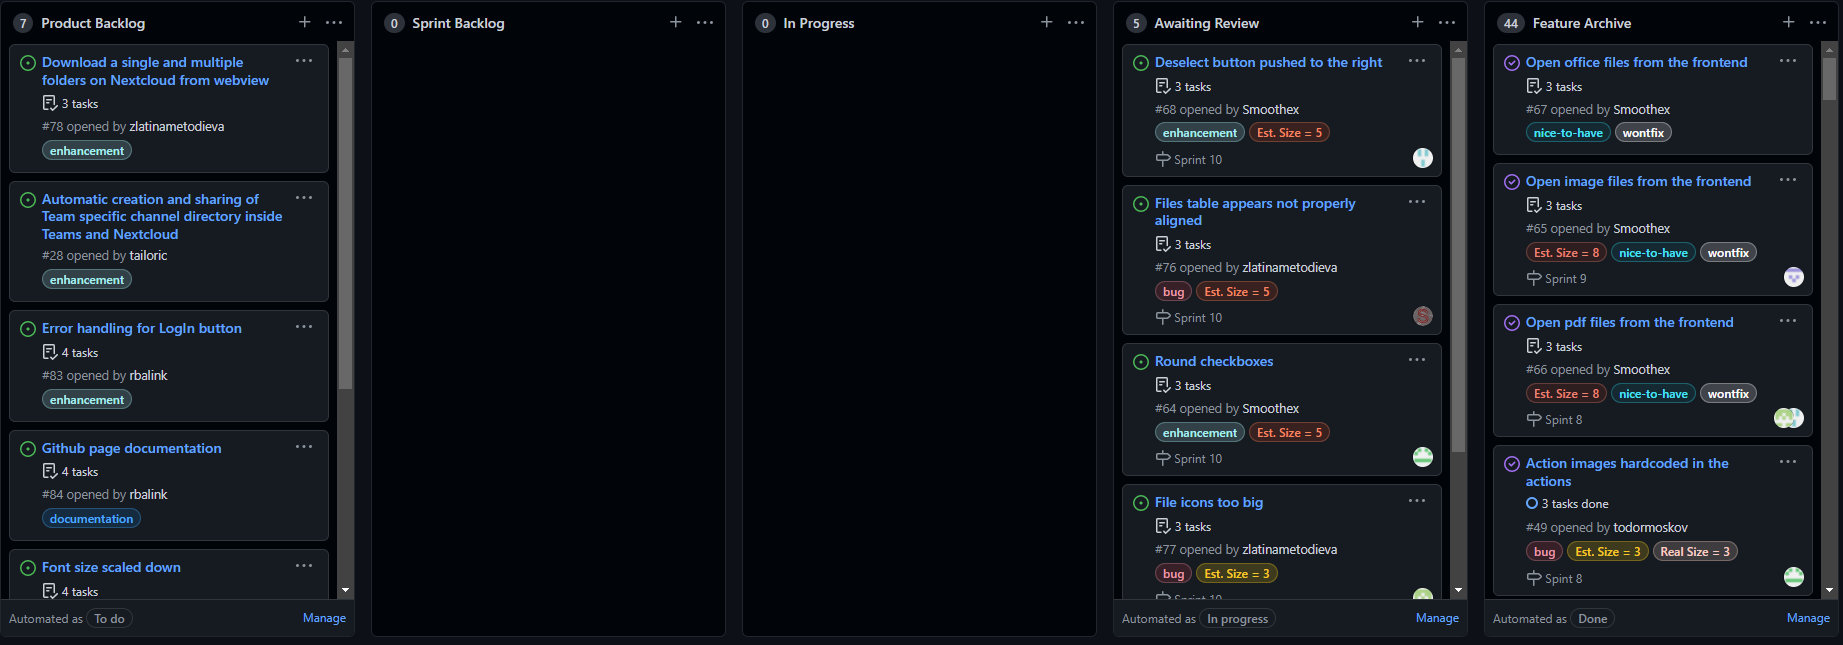 7 Product Backlog
Download a single and multiple
folders on Nextcloud from webview
3 tasks
#78 opened by zlatinametodieva
enhancement
Automatic creation and sharing of
Team specific channel directory inside
Teams and Nextcloud
#28 opened by tailoric
enhancement
Error handling for LogIn button
4 tasks
#83 opened by rbalink
enhancement
Github page documentation
4 tasks
#84 opened by rbalink
documentation
Font size scaled down
4 tasks
Automated as To do Manage
0 Sprint Backlog
0 In Progress
5 Awaiting Review
Deselect button pushed to the right
3 tasks
#68 opened by Smoothex
enhancement Est. Size = 5
Sprint 10
Files table appears not properly
aligned
3 tasks
#76 opened by zlatinametodieva
bug Est. Size = 5
Sprint 10
Round checkboxes
3 tasks
#64 opened by Smoothex
enhancement Est. Size = 5
Sprint 10
File icons too big
3 tasks
#77 opened by zlatinametodieva
bug Est. Size = 3
Sprint 10
Automated as In progress Manage
44 Feature Archive
Open office files from the frontend
3 tasks
#67 opened by Smoothex
nice-to-have wontfix
Open image files from the frontend
3 tasks
#65 opened by Smoothex
Est. Size = 8 nice-to-have wontfix
Sprint 9
Open pdf files from the frontend
3 tasks
#66 opened by Smoothex
Est. Size = 8 nice-to-have wontfix
Spint 8
Action images hardcoded in the
actions
3 tasks done
#49 opened by todormoskov
bug Est. Size = 3 Real Size = 3
Spint 8
Automated as Done Manage